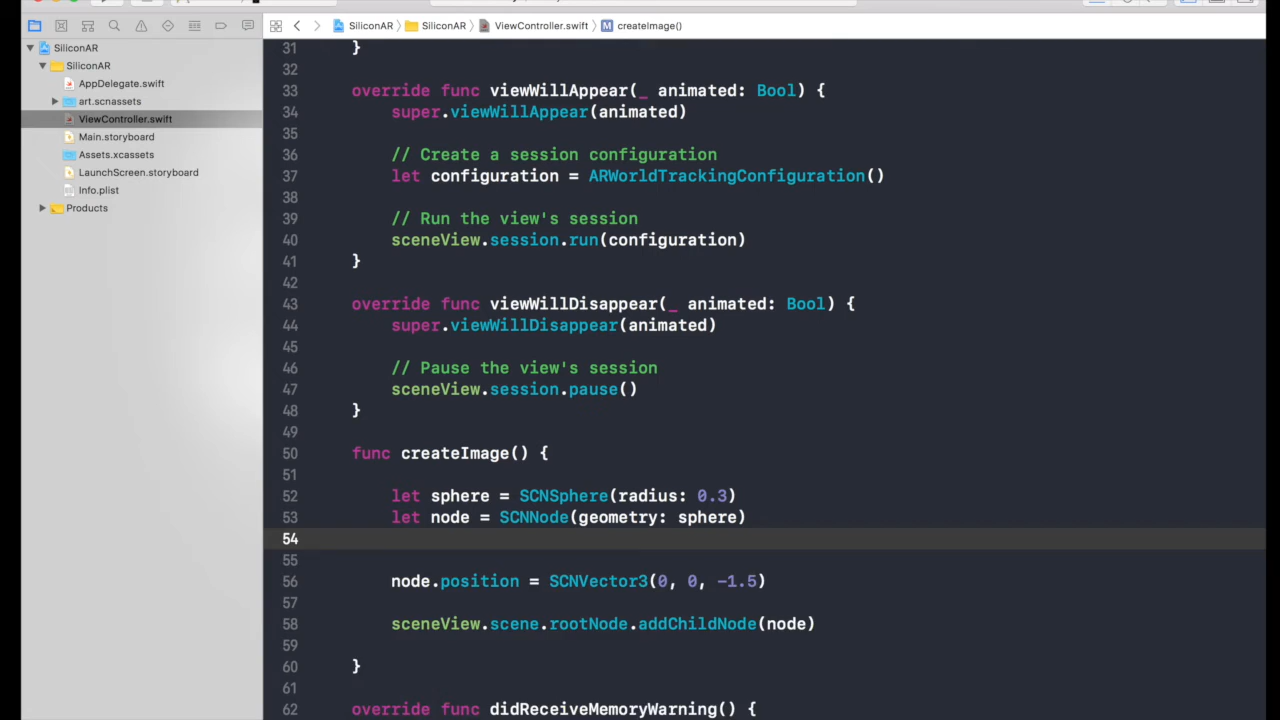 SiliconAR
SiliconAR
AppDelegate.swift
art.scnassets
ViewController.swift
Main.storyboard
Assets.xcassets
LaunchScreen.storyboard
Info.plist
Products
SiliconAR SiliconAR ViewController.swift M createImage()
31 }
32
33 override func viewWillAppear(_ animated: Bool) {
34 super.viewWillAppear(animated)
35
36 // Create a session configuration
37 let configuration = ARWorldTrackingConfiguration()
38
39 // Run the view's session
40 sceneView.session.run(configuration)
41 }
42
43 override func viewWillDisappear(_ animated: Bool) {
44 super.viewWillDisappear(animated)
45
46 // Pause the view's session
47 sceneView.session.pause()
48 }
49
50 func createImage() {
51
52 let sphere = SCNSphere(radius: 0.3)
53 let node = SCNNode(geometry: sphere)
54
55
56 node.position = SCNVector3(0, 0, -1.5)
57
58 sceneView.scene.rootNode.addChildNode(node)
59
60 }
61
62 override func didReceiveMemoryWarning() {